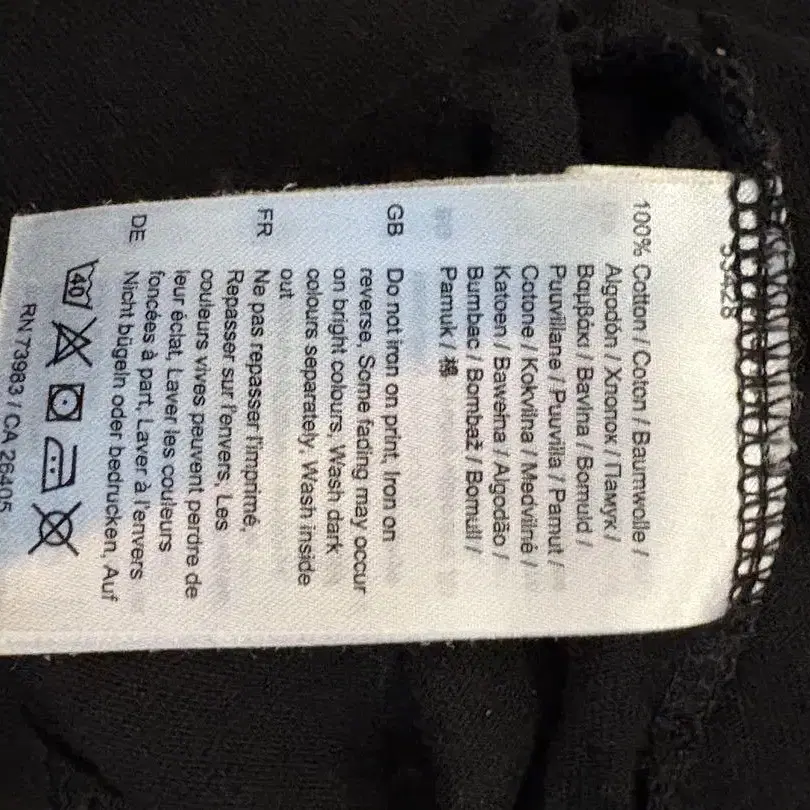 53428
100% Cotton / Coton / Baumwolle /
Algodón / Хлопок / Памук /
Βαμβάκι / Bavlna / Bomuld /
Puuvillane / Puuvilla / Pamut /
Cotone / Kokvilna / Medvilnė /
Katoen / Bawełna / Algodão /
Bumbac / Bombaž / Bomull /
Pamuk / 棉
GB Do not iron on print, Iron on
reverse, Some fading may occur
on bright colours, Wash dark
colours separately, Wash inside
out
FR Ne pas repasser l'imprimé,
Repasser sur l'envers, Les
couleurs vives peuvent perdre de
leur éclat, Laver les couleurs
foncées à part, Laver à l'envers
DE Nicht bügeln oder bedrucken, Auf
40
RN 73983 / CA 26405